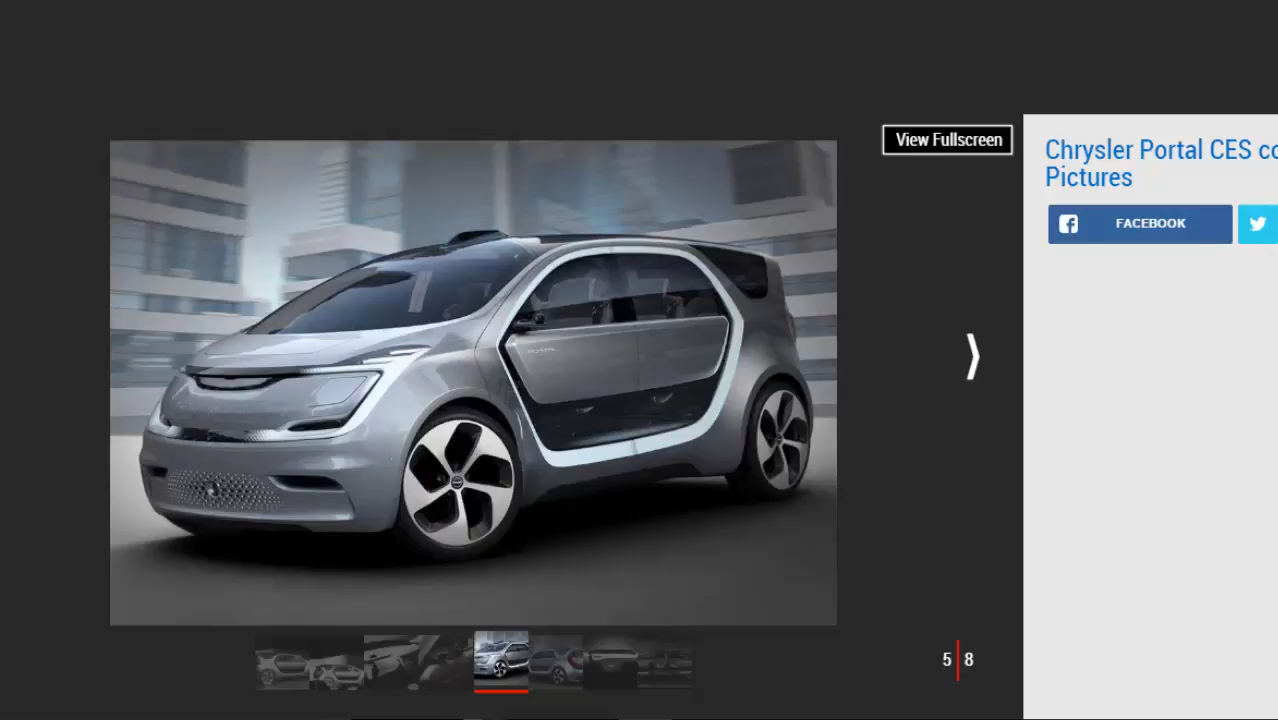 View Fullscreen
Chrysler Portal CES co
Pictures
FACEBOOK
5
8